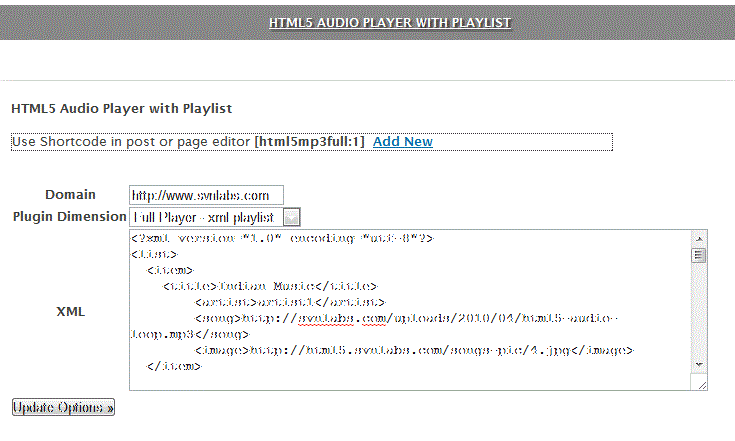 HTML5 AUDIO PLAYER WITH PLAYLIST
HTML5 Audio Player with Playlist
Use Shortcode in post or page editor [html5mp3full:1] Add New
Domain http://www.svnlabs.com
Plugin Dimension Full Player - xml playlist
XML
<?xml version="1.0" encoding="utf-8"?>
<list>
<item>
<title>Indian Music</title>
<artist>artist1</artist>
<song>http://svnlabs.com/uploads/2010/04/html5-audio-
loop.mp3</song>
<image>http://html5.svnlabs.com/songs-pic/4.jpg</image>
</item>
Update Options »